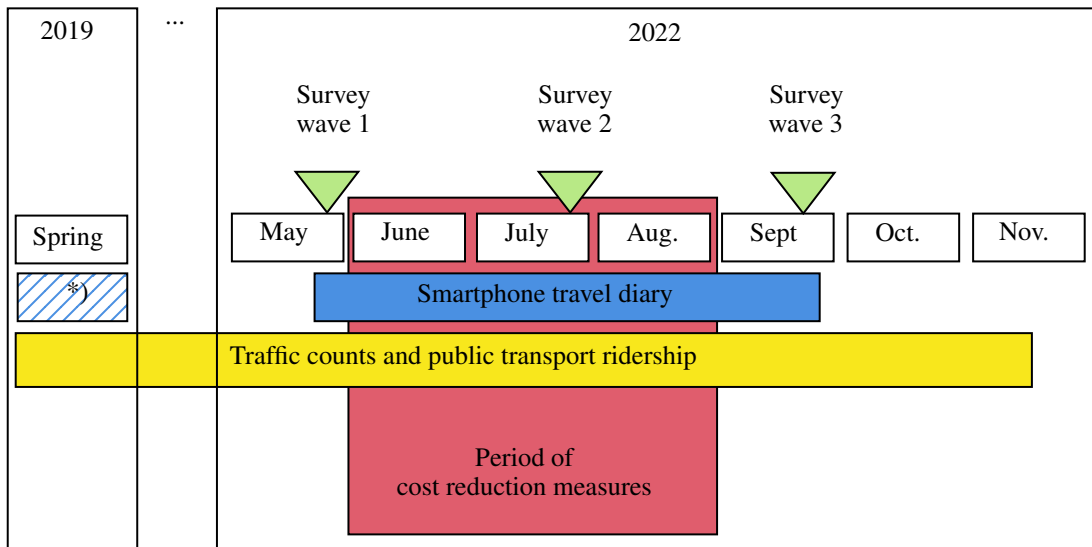 2019
...
2022
Survey
wave 1
Survey
wave 2
Survey
wave 3
Spring
May
June
July
Aug.
Sept
Oct.
Nov.
*)
Smartphone travel diary
Traffic counts and public transport ridership
Period of
cost reduction measures